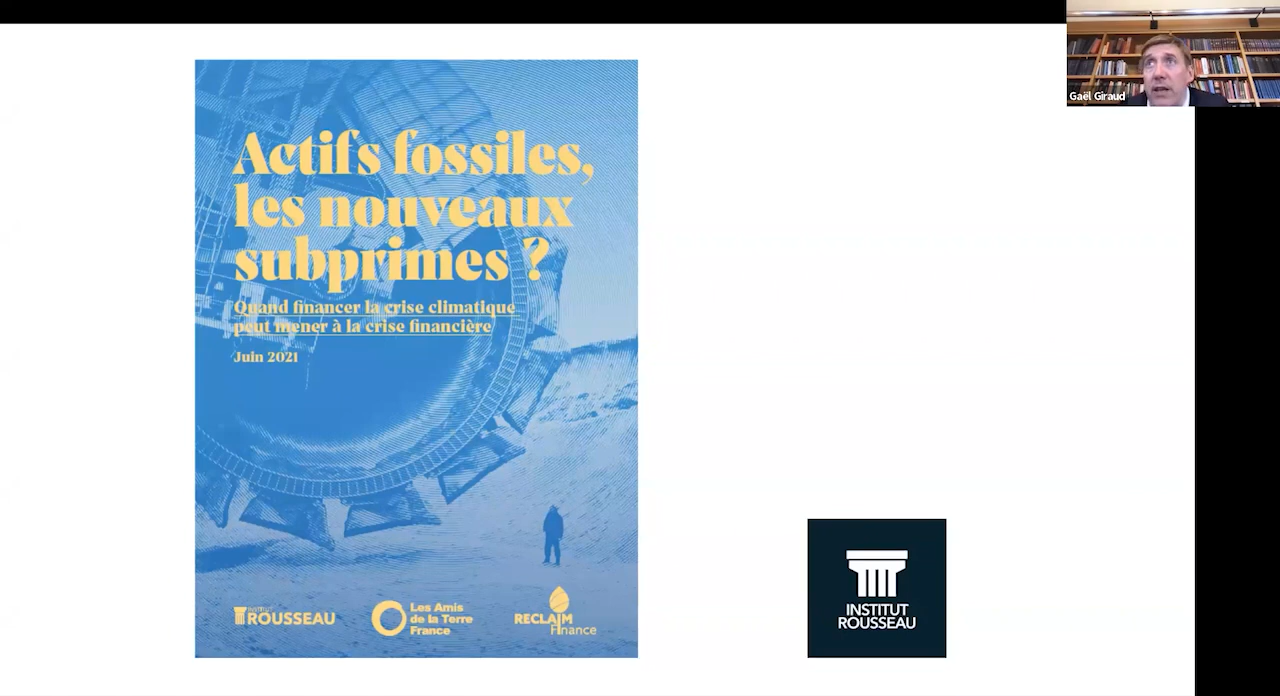 Gaël Giraud
Actifs fossiles,
les nouveaux
subprimes ?
Quand financer la crise climatique
peut mener à la crise financière
Juin 2021
INSTITUT
ROUSSEAU
Les Amis
de la Terre
France
RECLAIM
Finance
INSTITUT
ROUSSEAU